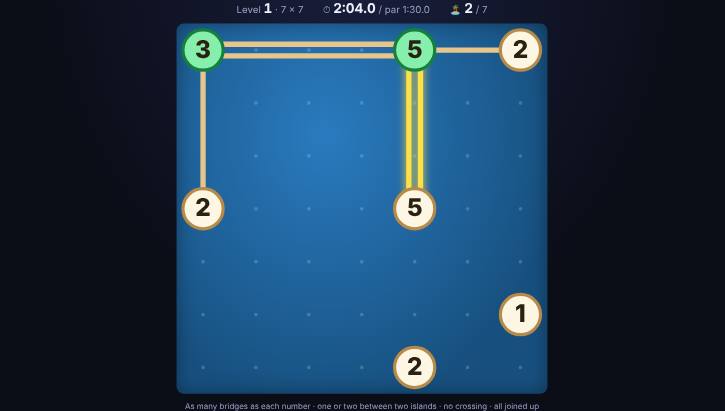 Level 1 · 7 × 7 ⏱ 2:04.0 / par 1:30.0 🏝 2 / 7
3 5 2
2 5
1
2
As many bridges as each number · one or two between two islands · no crossing · all joined up